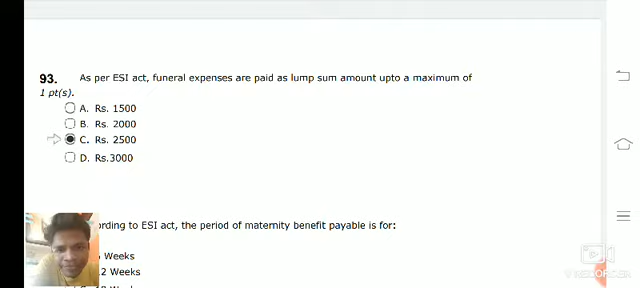 93. As per ESI act, funeral expenses are paid as lump sum amount upto a maximum of
1 pt(s).
A. Rs. 1500
B. Rs. 2000
C. Rs. 2500
D. Rs.3000
to ESI act, the period of maternity benefit payable is for:
Weeks
2 Weeks